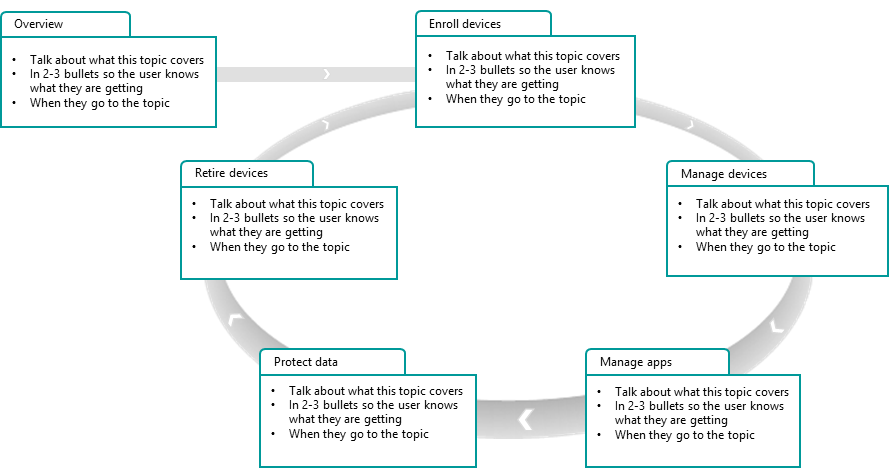 Overview
• Talk about what this topic covers
• In 2-3 bullets so the user knows
what they are getting
• When they go to the topic
Enroll devices
• Talk about what this topic covers
• In 2-3 bullets so the user knows
what they are getting
• When they go to the topic
Retire devices
• Talk about what this topic covers
• In 2-3 bullets so the user knows
what they are getting
• When they go to the topic
Manage devices
• Talk about what this topic covers
• In 2-3 bullets so the user knows
what they are getting
• When they go to the topic
Protect data
• Talk about what this topic covers
• In 2-3 bullets so the user knows
what they are getting
• When they go to the topic
Manage apps
• Talk about what this topic covers
• In 2-3 bullets so the user knows
what they are getting
• When they go to the topic